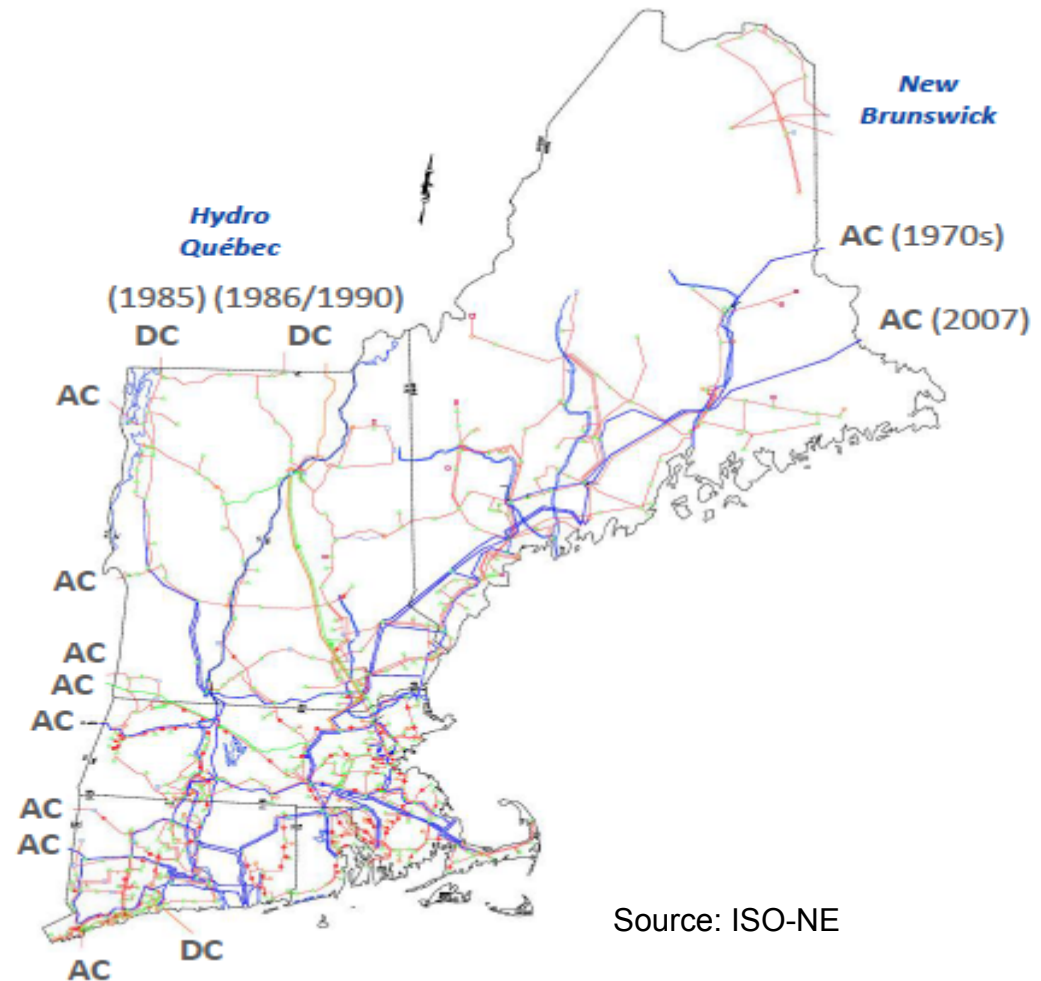 New
Brunswick
Hydro
Québec
AC (1970s)
(1985) (1986/1990)
DC DC
AC (2007)
AC
AC
AC
AC
AC
AC
AC
Source: ISO-NE
DC
AC